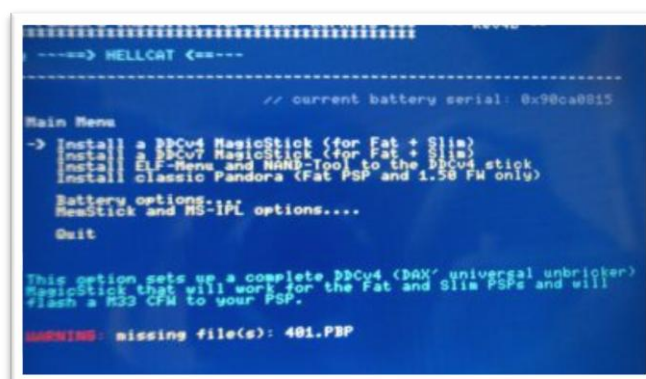 ---==> HELLCAT <==---
// current battery serial: 0x90ca0815
Main Menu
-> Install a DDCv4 MagicStick (for Fat + Slim)
Install a DDCv7 MagicStick (for Fat + Slim)
Install ELF-Menu and NAND-Tool to the DDCv4 stick
Install classic Pandora (Fat PSP and 1.50 FW only)
Battery options....
MemStick and MS-IPL options....
Quit
This option sets up a complete DDCv4 (DAX' universal unbricker)
MagicStick that will work for the Fat and Slim PSPs and will
flash a M33 CFW to your PSP.
WARNING: missing file(s): 401.PBP